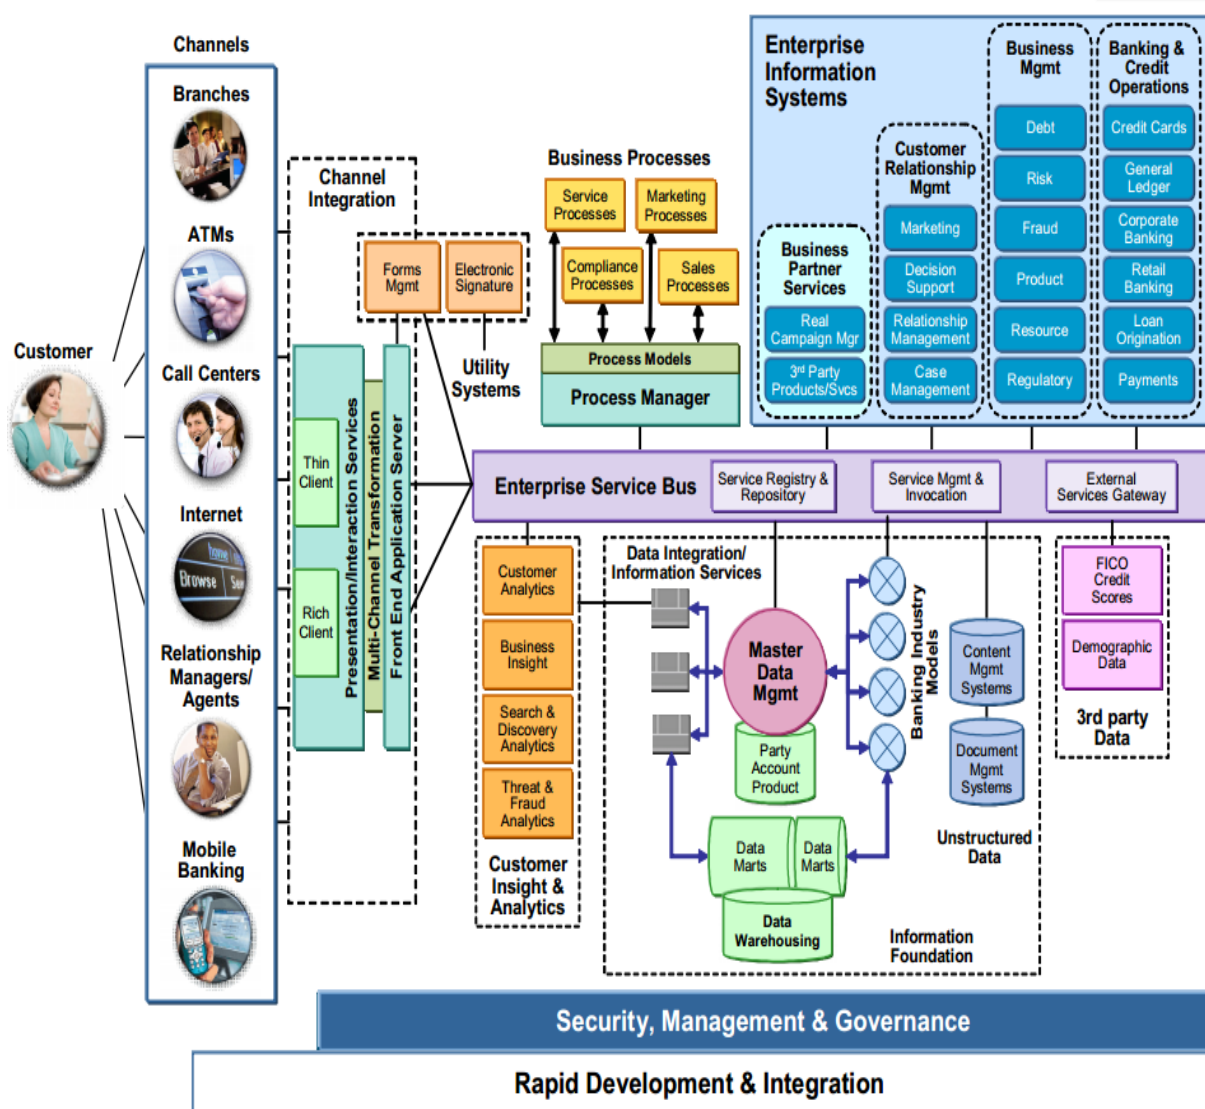 Channels
Branches
ATMs
Call Centers
Internet
Browse
Relationship
Managers/
Agents
Mobile
Banking
Customer
Channel
Integration
Forms
Mgmt
Electronic
Signature
Utility
Systems
Thin
Client
Rich
Client
Presentation/Interaction Services
Multi-Channel Transformation
Front End Application Server
Business Processes
Service
Processes
Marketing
Processes
Compliance
Processes
Sales
Processes
Process Models
Process Manager
Enterprise
Information
Systems
Business
Partner
Services
Real
Campaign Mgr
3rd Party
Products/Svcs
Customer
Relationship
Mgmt
Marketing
Decision
Support
Relationship
Management
Case
Management
Business
Mgmt
Debt
Risk
Fraud
Product
Resource
Regulatory
Banking &
Credit
Operations
Credit Cards
General
Ledger
Corporate
Banking
Retail
Banking
Loan
Origination
Payments
Enterprise Service Bus
Service Registry &
Repository
Service Mgmt &
Invocation
External
Services Gateway
Customer
Analytics
Business
Insight
Search &
Discovery
Analytics
Threat &
Fraud
Analytics
Customer
Insight &
Analytics
Data Integration/
Information Services
Master
Data
Mgmt
Party
Account
Product
Banking Industry
Models
Data
Marts
Data
Marts
Data
Warehousing
Content
Mgmt
Systems
Document
Mgmt
Systems
Unstructured
Data
Information
Foundation
FICO
Credit
Scores
Demographic
Data
3rd party
Data
Security, Management & Governance
Rapid Development & Integration